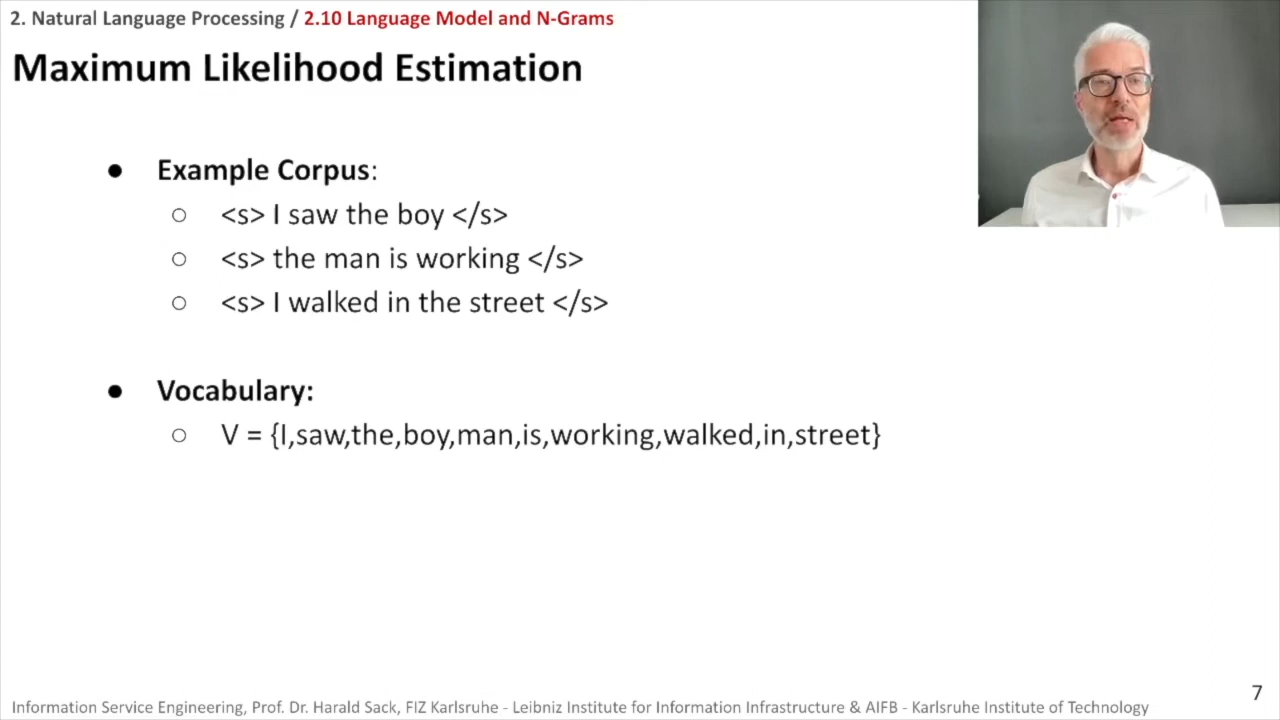 2. Natural Language Processing / 2.10 Language Model and N-Grams
Maximum Likelihood Estimation
● Example Corpus:
○ <s> I saw the boy </s>
○ <s> the man is working </s>
○ <s> I walked in the street </s>
● Vocabulary:
○ V = {I,saw,the,boy,man,is,working,walked,in,street}
7
Information Service Engineering, Prof. Dr. Harald Sack, FIZ Karlsruhe - Leibniz Institute for Information Infrastructure & AIFB - Karlsruhe Institute of Technology